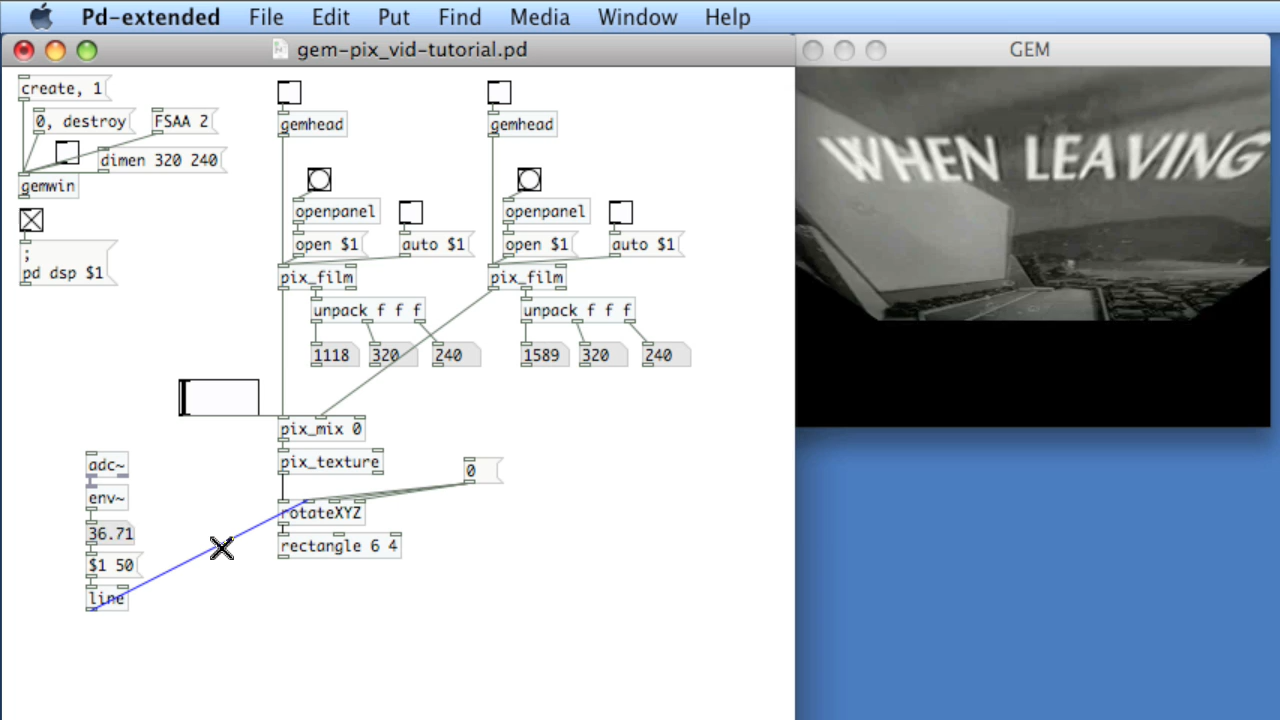 Pd-extended File Edit Put Find Media Window Help
gem-pix_vid-tutorial.pd
GEM
create, 1
0, destroy
FSAA 2
dimen 320 240
gemwin
;
pd dsp $1
gemhead
gemhead
openpanel
openpanel
open $1
auto $1
open $1
auto $1
pix_film
pix_film
unpack f f f
unpack f f f
1118
320
240
1589
320
240
pix_mix 0
pix_texture
0
rotateXYZ
rectangle 6 4
adc~
env~
36.71
$1 50
line
WHEN LEAVING